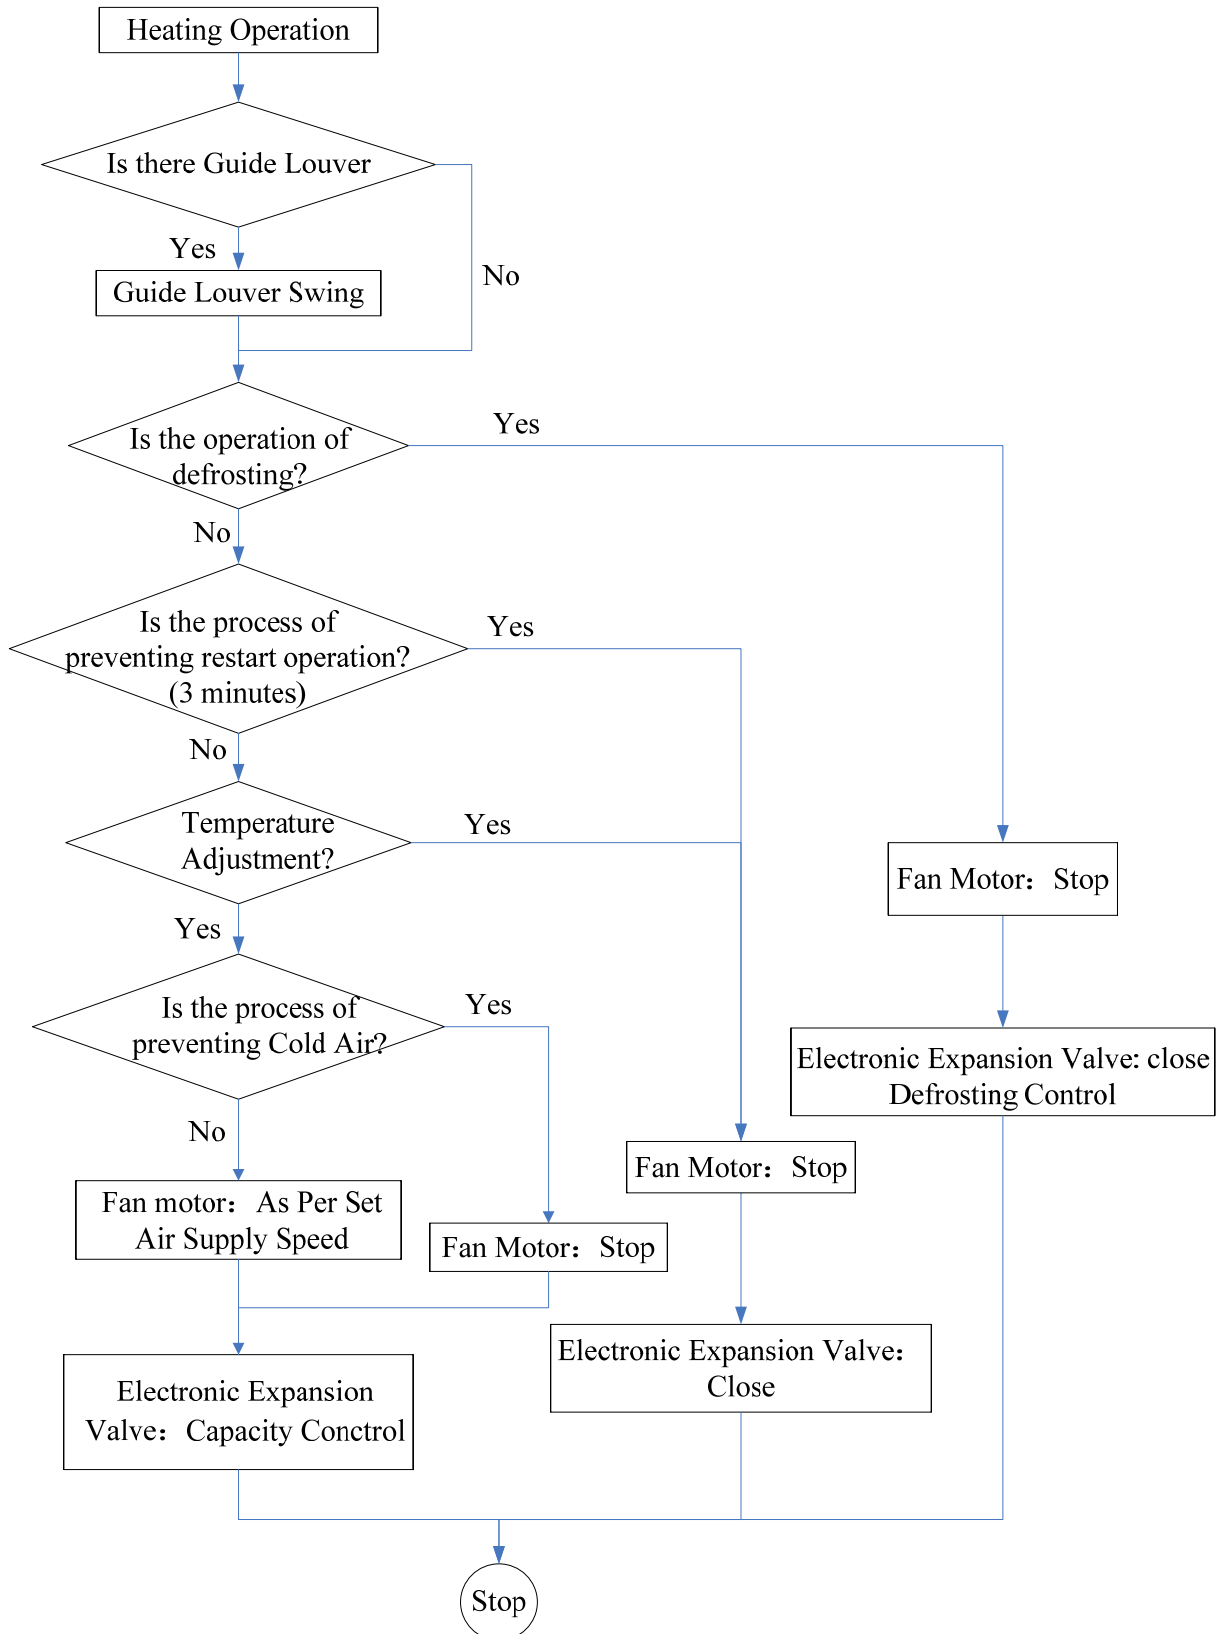 Heating Operation
Is there Guide Louver
Yes
No
Guide Louver Swing
Yes
Is the operation of
defrosting?
No
Is the process of
preventing restart operation?
(3 minutes)
Yes
No
Temperature
Adjustment?
Yes
Yes
Fan Motor：Stop
Is the process of
preventing Cold Air?
Yes
Electronic Expansion Valve: close
Defrosting Control
No
Fan Motor：Stop
Fan motor：As Per Set
Air Supply Speed
Fan Motor：Stop
Electronic Expansion Valve：
Close
Electronic Expansion
Valve：Capacity Conctrol
Stop